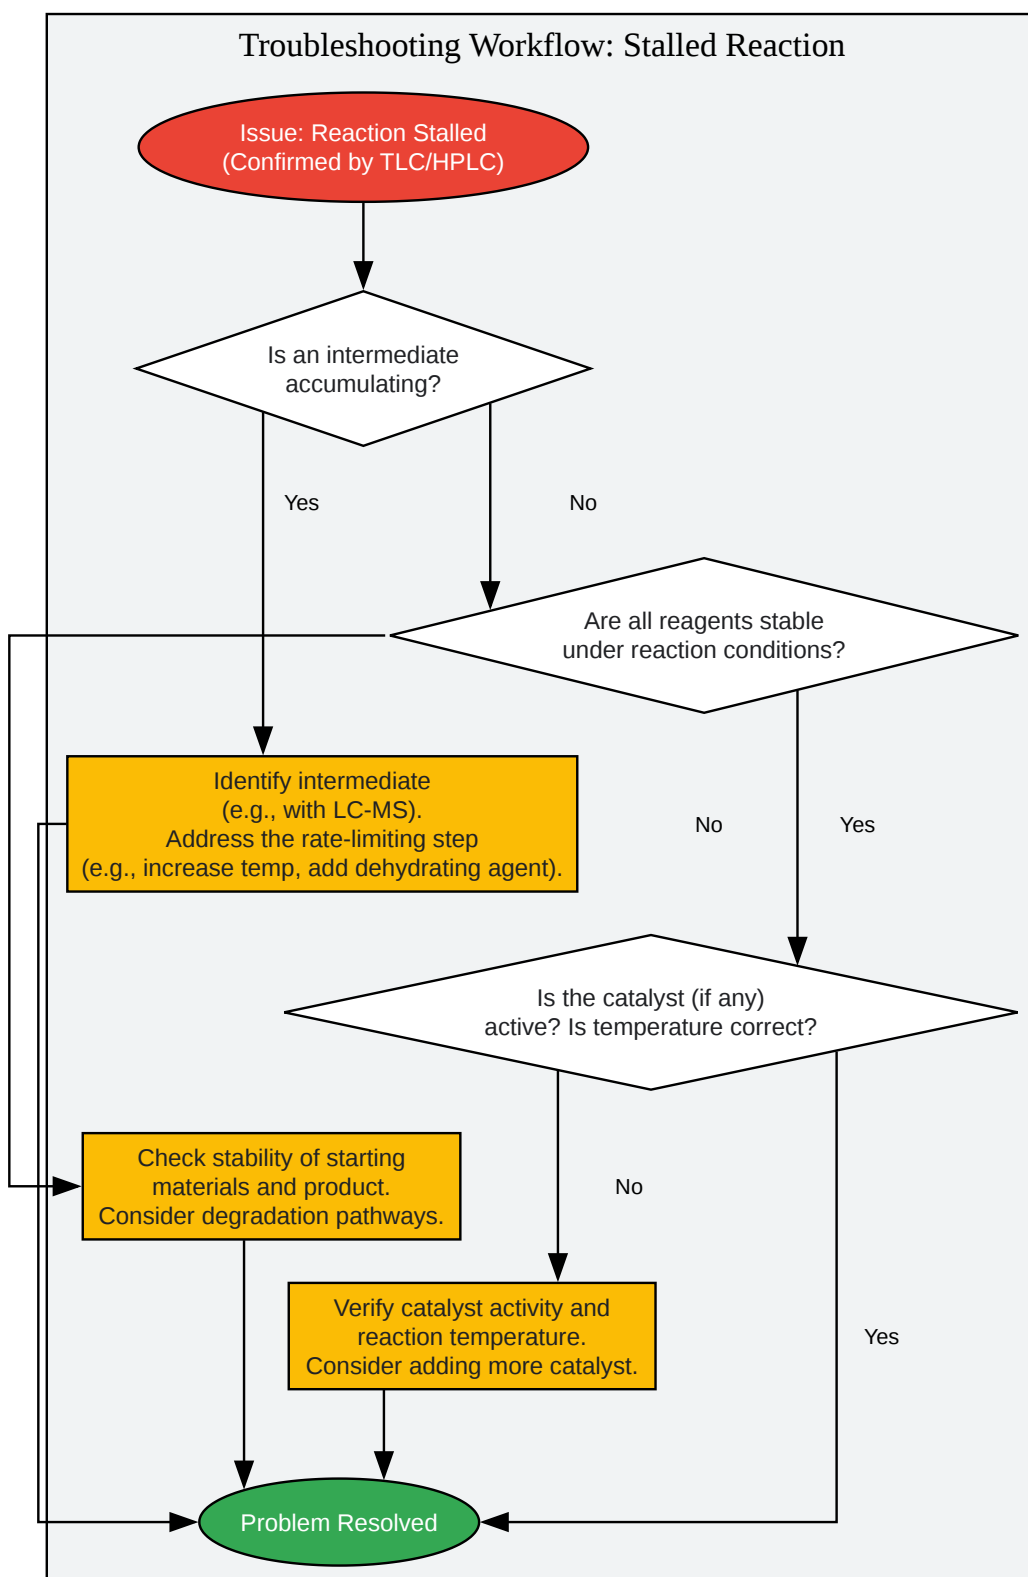 Troubleshooting Workflow: Stalled Reaction
Issue: Reaction Stalled
(Confirmed by TLC/HPLC)
Is an intermediate
accumulating?
Yes
No
Are all reagents stable
under reaction conditions?
Identify intermediate
(e.g., with LC-MS).
Address the rate-limiting step
(e.g., increase temp, add dehydrating agent).
No
Yes
Is the catalyst (if any)
active? Is temperature correct?
Check stability of starting
materials and product.
Consider degradation pathways.
No
Verify catalyst activity and
reaction temperature.
Consider adding more catalyst.
Yes
Problem Resolved